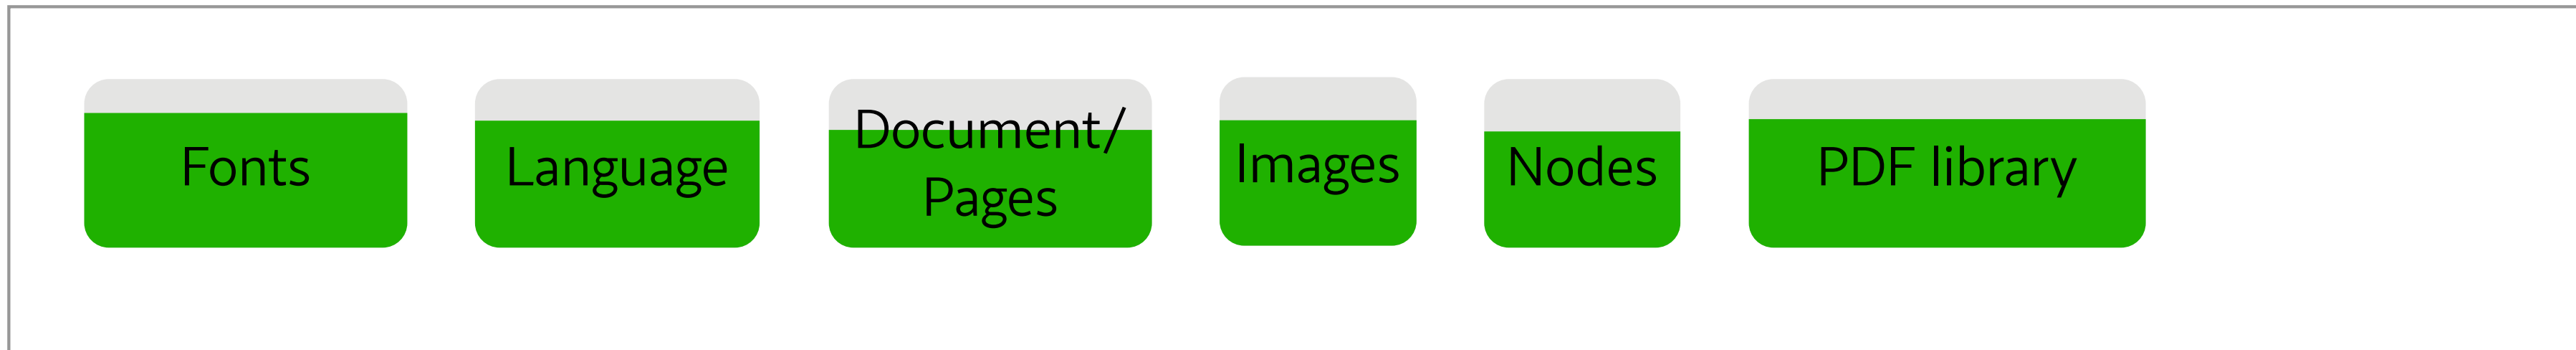 Fonts
Language
Document/
Pages
Images
Nodes
PDF library